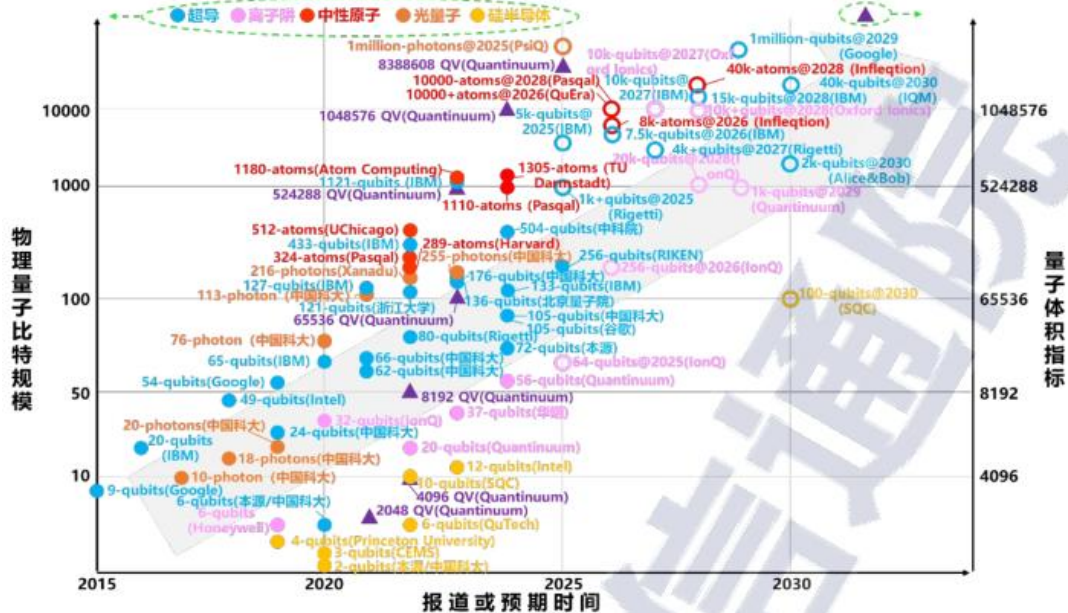 超导 离子阱 中性原子 光量子 硅半导体
1million-photons@2025(PsiQ)
8388608 QV(Quantinuum)
10k-qubits@2027(Oxf
ord Ionics)
1million-qubits@2029
(Google)
10000-atoms@2028(Pasqal)
10k-qubits@
2027(IBM)
40k-atoms@2028 (Infleqtion)
10000+atoms@2026(QuEra)
15k-qubits@2028(IBM)
40k-qubits@2030
(IQM)
10000
1048576 QV(Quantinuum)
5k-qubits@
2025(IBM)
8k-atoms@2026 (Infleqtion)
10k+qubits@2028(Oxford Ionics)
1048576
7.5k-qubits@2026(IBM)
4k+qubits@2027(Rigetti)
20k-qubits@2028(I
onQ)
2k-qubits@2030
(Alice&Bob)
1180-atoms(Atom Computing)
1305-atoms (TU
Darmstadt)
1000
1121-qubits (IBM)
524288 QV(Quantinuum)
1110-atoms (Pasqal)
1k+qubits@2025
(Rigetti)
1k-qubits@2029
(Quantinuum)
524288
512-atoms(UChicago)
504-qubits(中科院)
433-qubits(IBM)
289-atoms(Harvard)
324-atoms(Pasqal)
255-photons(中国科大)
256-qubits(RIKEN)
216-photons(Xanadu)
256-qubits@2026(IonQ)
127-qubits(IBM)
176-qubits(中国科大)
133-qubits(IBM)
113-photon (中国科大)
100
121-qubits(浙江大学)
136-qubits(北京量子院)
100-qubits@2030
(SQC)
65536
65536 QV(Quantinuum)
105-qubits(中国科大)
105-qubits(谷歌)
76-photon (中国科大)
80-qubits(Rigetti)
72-qubits(本源)
65-qubits(IBM)
66-qubits(中国科大)
62-qubits(中国科大)
64-qubits@2025(IonQ)
54-qubits(Google)
56-qubits(Quantinuum)
50
49-qubits(Intel)
8192 QV(Quantinuum)
8192
20-photons(中国科大)
32-qubits(IonQ)
37-qubits(华翊)
20-qubits
(IBM)
24-qubits(中国科大)
20-qubits(Quantinuum)
18-photons(中国科大)
12-qubits(Intel)
10
10-photon (中国科大)
10-qubits(SQC)
4096
9-qubits(Google)
4096 QV(Quantinuum)
6-qubits(本源/中国科大)
2048 QV(Quantinuum)
6-qubits
(Honeywell)
6-qubits(QuTech)
4-qubits(Princeton University)
3-qubits(CEMS)
2-qubits(本源/中国科大)
2015 2020 2025 2030
报道或预期时间
物理量子比特规模
量子体积指标
信通院